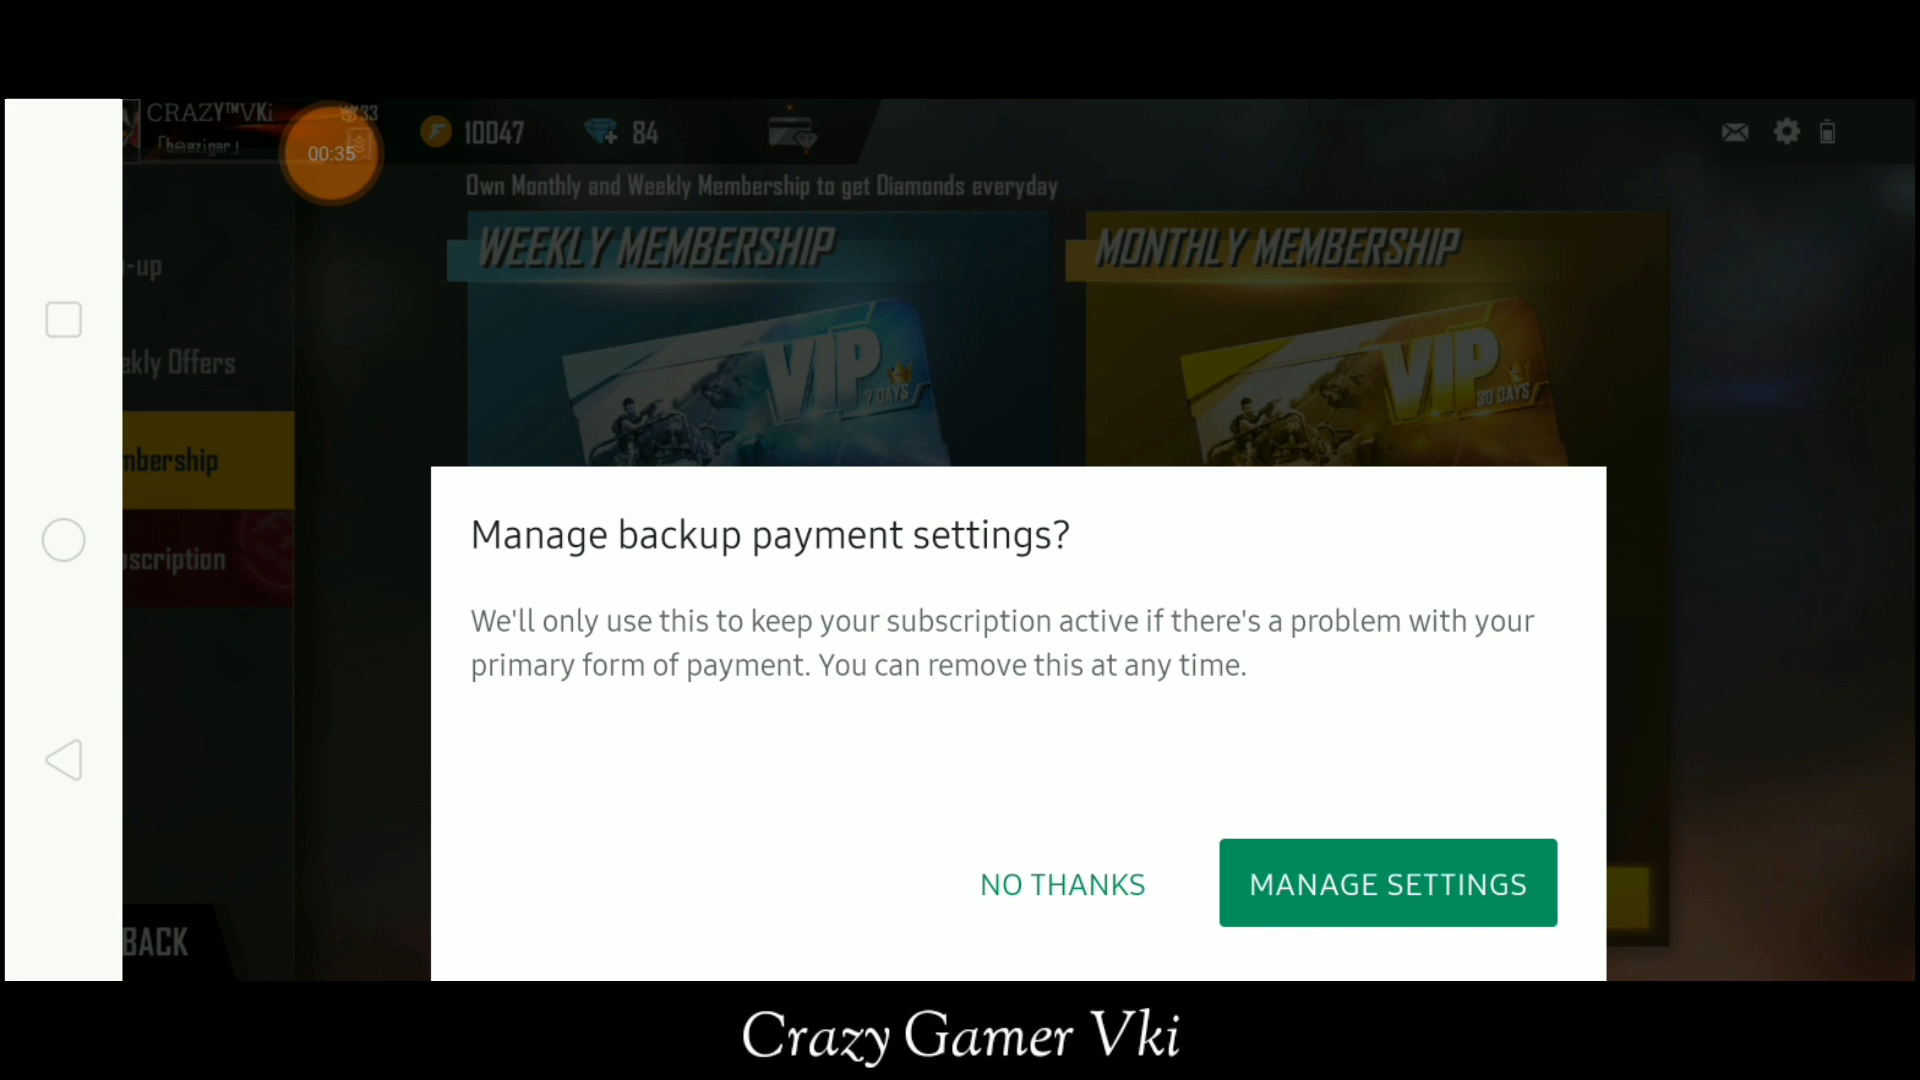 CRAZY™VKi
33
00:35
10047
84
Own Monthly and Weekly Membership to get Diamonds everyday
-up
ekly Offers
mbership
bscription
BACK
WEEKLY MEMBERSHIP
VIP
7 DAYS
MONTHLY MEMBERSHIP
VIP
30 DAYS
Manage backup payment settings?
We'll only use this to keep your subscription active if there's a problem with your
primary form of payment. You can remove this at any time.
NO THANKS
MANAGE SETTINGS
Crazy Gamer Vki